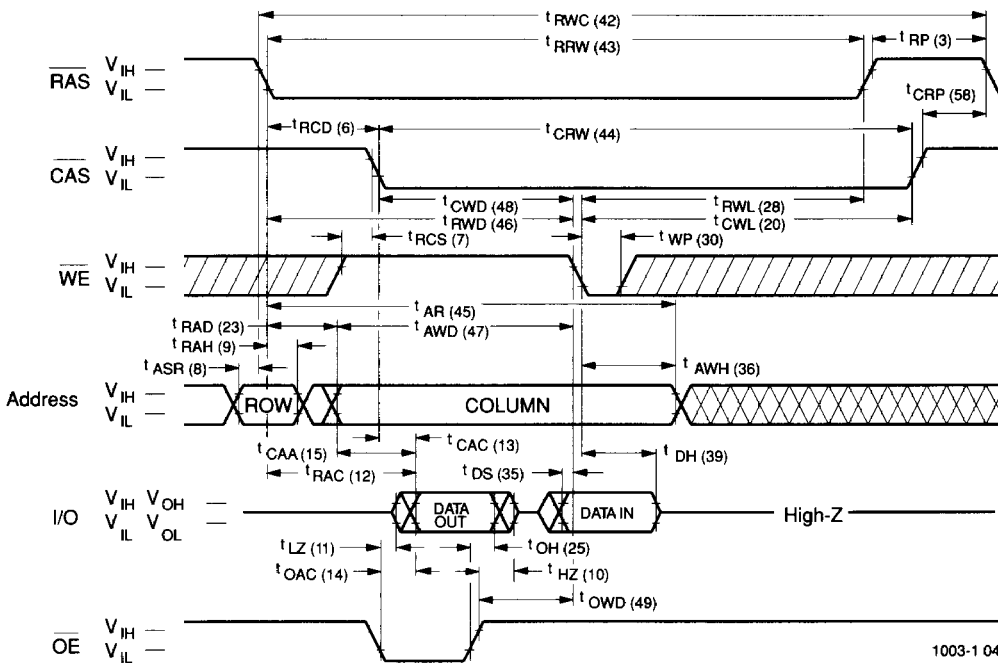 t RWC (42)
t RRW (43)
t RP (3)
RAS V IH
V IL
t CRP (58)
t RCD (6)
t CRW (44)
CAS V IH
V IL
t CWD (48)
t RWL (28)
t RWD (46)
t CWL (20)
t RCS (7)
t WP (30)
WE V IH
V IL
t AR (45)
t RAD (23)
t AWD (47)
t RAH (9)
t ASR (8)
t AWH (36)
Address V IH
V IL
ROW
COLUMN
t CAA (15)
t CAC (13)
t RAC (12)
t DS (35)
t DH (39)
I/O V IH V OH
V IL V OL
DATA OUT
DATA IN
High-Z
t LZ (11)
t OH (25)
t OAC (14)
t HZ (10)
t OWD (49)
OE V IH
V IL
1003-1 04